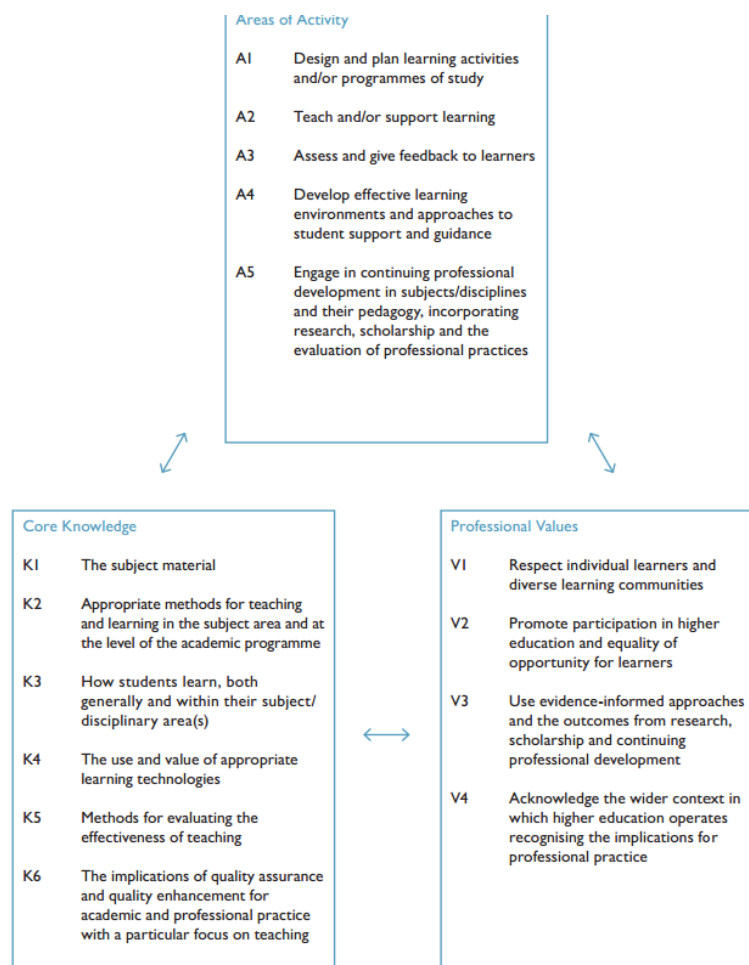 Areas of Activity
A1 Design and plan learning activities
and/or programmes of study
A2 Teach and/or support learning
A3 Assess and give feedback to learners
A4 Develop effective learning
environments and approaches to
student support and guidance
A5 Engage in continuing professional
development in subjects/disciplines
and their pedagogy, incorporating
research, scholarship and the
evaluation of professional practices
Core Knowledge
K1 The subject material
K2 Appropriate methods for teaching
and learning in the subject area and at
the level of the academic programme
K3 How students learn, both
generally and within their subject/
disciplinary area(s)
K4 The use and value of appropriate
learning technologies
K5 Methods for evaluating the
effectiveness of teaching
K6 The implications of quality assurance
and quality enhancement for
academic and professional practice
with a particular focus on teaching
Professional Values
V1 Respect individual learners and
diverse learning communities
V2 Promote participation in higher
education and equality of
opportunity for learners
V3 Use evidence-informed approaches
and the outcomes from research,
scholarship and continuing
professional development
V4 Acknowledge the wider context in
which higher education operates
recognising the implications for
professional practice